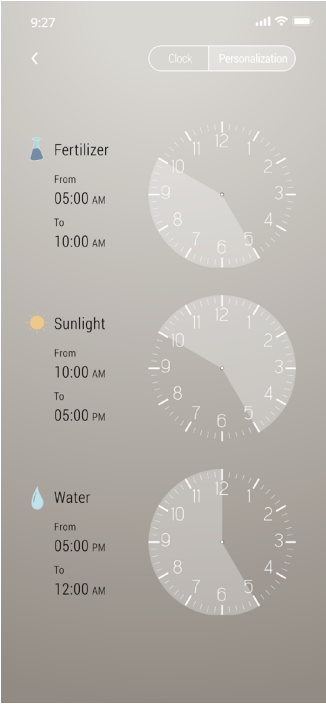 9:27
Clock Personalization
Fertilizer
From
05:00 AM
To
10:00 AM
12 1 2 3 4 5 6 7 8 9 10 11
Sunlight
From
10:00 AM
To
05:00 PM
12 1 2 3 4 5 6 7 8 9 10 11
Water
From
05:00 PM
To
12:00 AM
12 1 2 3 4 5 6 7 8 9 10 11